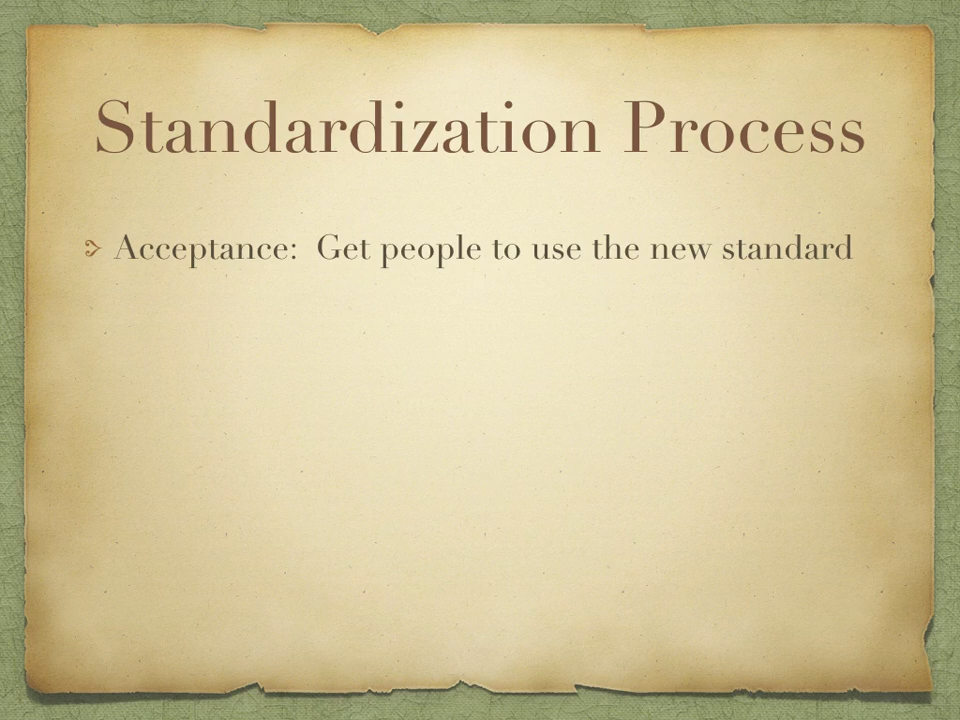 Standardization Process
Acceptance:  Get people to use the new standard